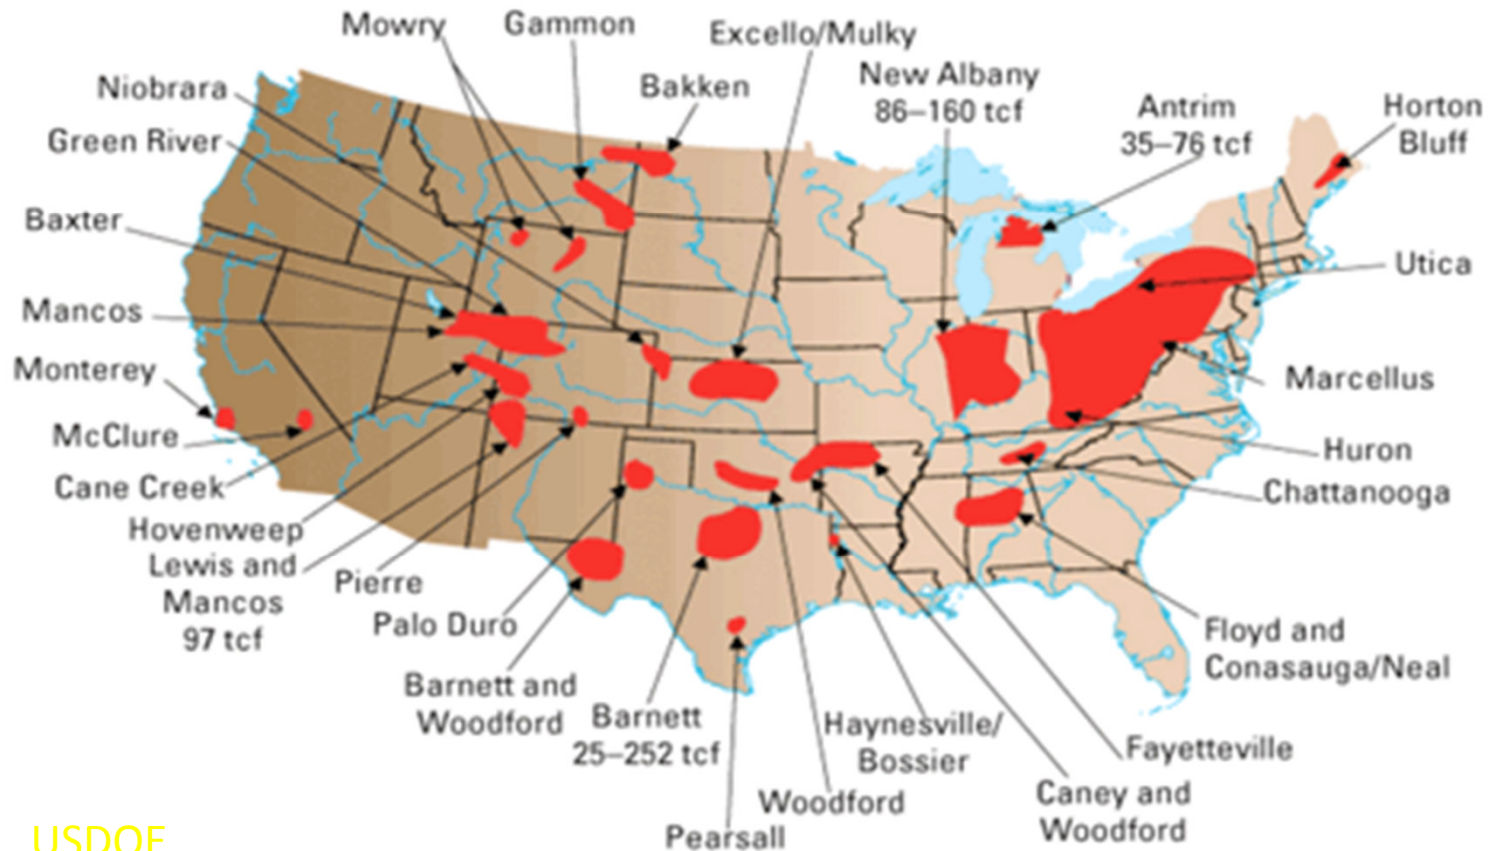 Mowry
Gammon
Excello/Mulky
Niobrara
Bakken
New Albany
86–160 tcf
Antrim
35–76 tcf
Horton
Bluff
Green River
Baxter
Utica
Mancos
Monterey
Marcellus
McClure
Huron
Cane Creek
Chattanooga
Hovenweep
Lewis and
Mancos
97 tcf
Pierre
Palo Duro
Floyd and
Conasauga/Neal
Barnett and
Woodford
Barnett
25–252 tcf
Haynesville/
Bossier
Fayetteville
Woodford
Caney and
Woodford
Pearsall
USDOE